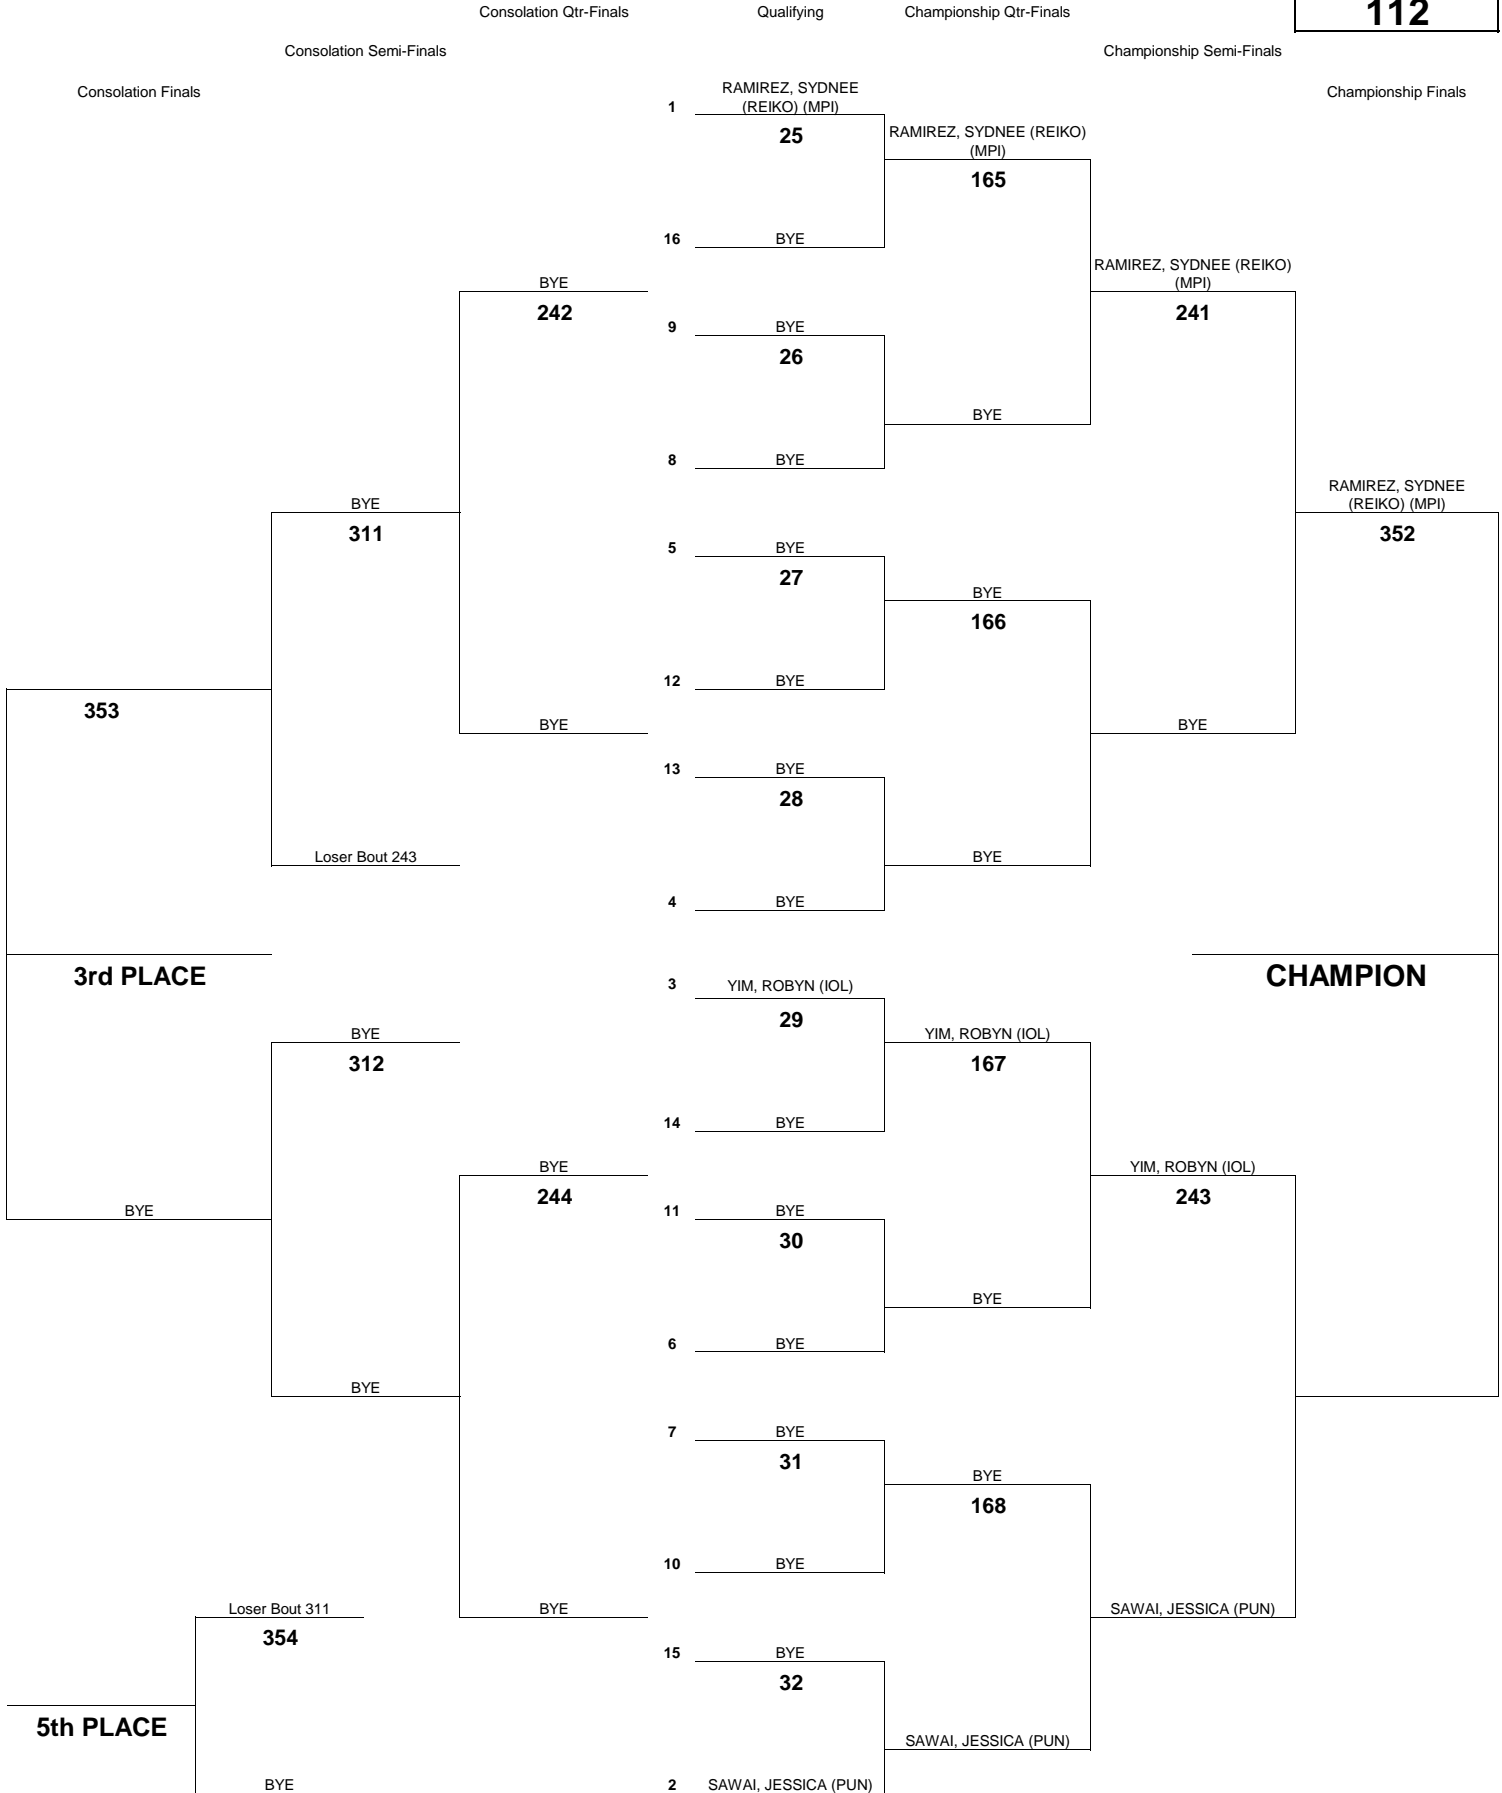 Consolation Qtr-Finals Qualifying Championship Qtr-Finals 112
Consolation Semi-Finals Championship Semi-Finals
Consolation Finals Championship Finals
RAMIREZ, SYDNEE
1 (REIKO) (MPI)
25
RAMIREZ, SYDNEE (REIKO)
(MPI)
165
16 BYE
RAMIREZ, SYDNEE (REIKO)
(MPI)
BYE
242 241
9 BYE
26
BYE
8 BYE
RAMIREZ, SYDNEE
(REIKO) (MPI)
BYE
311 352
5 BYE
27
BYE
166
12 BYE
353
BYE BYE
13 BYE
28
Loser Bout 243 BYE
4 BYE
3rd PLACE CHAMPION
3 YIM, ROBYN (IOL)
29
BYE YIM, ROBYN (IOL)
312 167
14 BYE
BYE YIM, ROBYN (IOL)
244 243
BYE 11 BYE
30
BYE
6 BYE
BYE
7 BYE
31
BYE
168
10 BYE
Loser Bout 311 BYE SAWAI, JESSICA (PUN)
354
15 BYE
32
5th PLACE
SAWAI, JESSICA (PUN)
BYE 2 SAWAI, JESSICA (PUN)